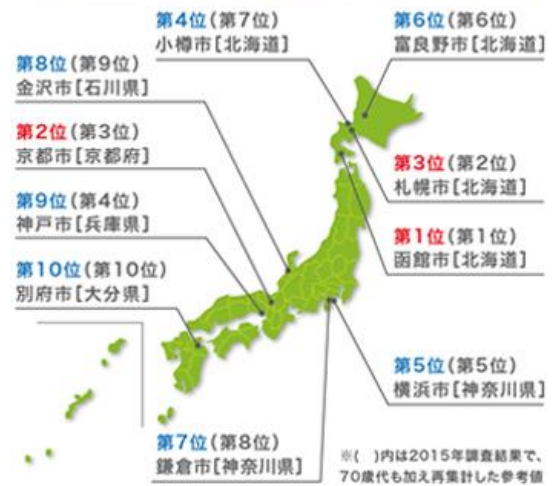 第4位(第7位)
小樽市[北海道]
第6位(第6位)
富良野市[北海道]
第8位(第9位)
金沢市[石川県]
第2位(第3位)
京都市[京都府]
第3位(第2位)
札幌市[北海道]
第9位(第4位)
神戸市[兵庫県]
第1位(第1位)
函館市[北海道]
第10位(第10位)
別府市[大分県]
第5位(第5位)
横浜市[神奈川県]
第7位(第8位)
鎌倉市[神奈川県]
※( )内は2015年調査結果で、
70歳代も加え再集計した参考値